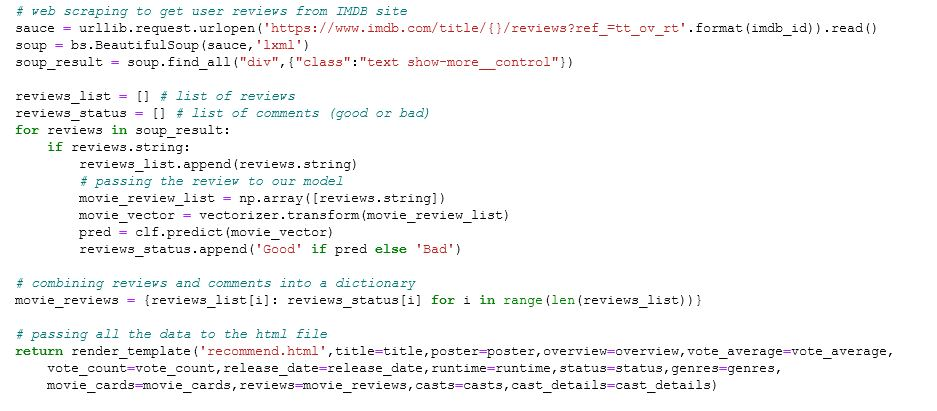 # web scraping to get user reviews from IMDB site
sauce = urllib.request.urlopen('https://www.imdb.com/title/{}/reviews?ref_=tt_ov_rt'.format(imdb_id)).read()
soup = bs.BeautifulSoup(sauce,'lxml')
soup_result = soup.find_all("div",{"class":"text show-more__control"})

reviews_list = [] # list of reviews
reviews_status = [] # list of comments (good or bad)
for reviews in soup_result:
    if reviews.string:
        reviews_list.append(reviews.string)
        # passing the review to our model
        movie_review_list = np.array([reviews.string])
        movie_vector = vectorizer.transform(movie_review_list)
        pred = clf.predict(movie_vector)
        reviews_status.append('Good' if pred else 'Bad')

# combining reviews and comments into a dictionary
movie_reviews = {reviews_list[i]: reviews_status[i] for i in range(len(reviews_list))}

# passing all the data to the html file
return render_template('recommend.html',title=title,poster=poster,overview=overview,vote_average=vote_average,
    vote_count=vote_count,release_date=release_date,runtime=runtime,status=status,genres=genres,
    movie_cards=movie_cards,reviews=movie_reviews,casts=casts,cast_details=cast_details)